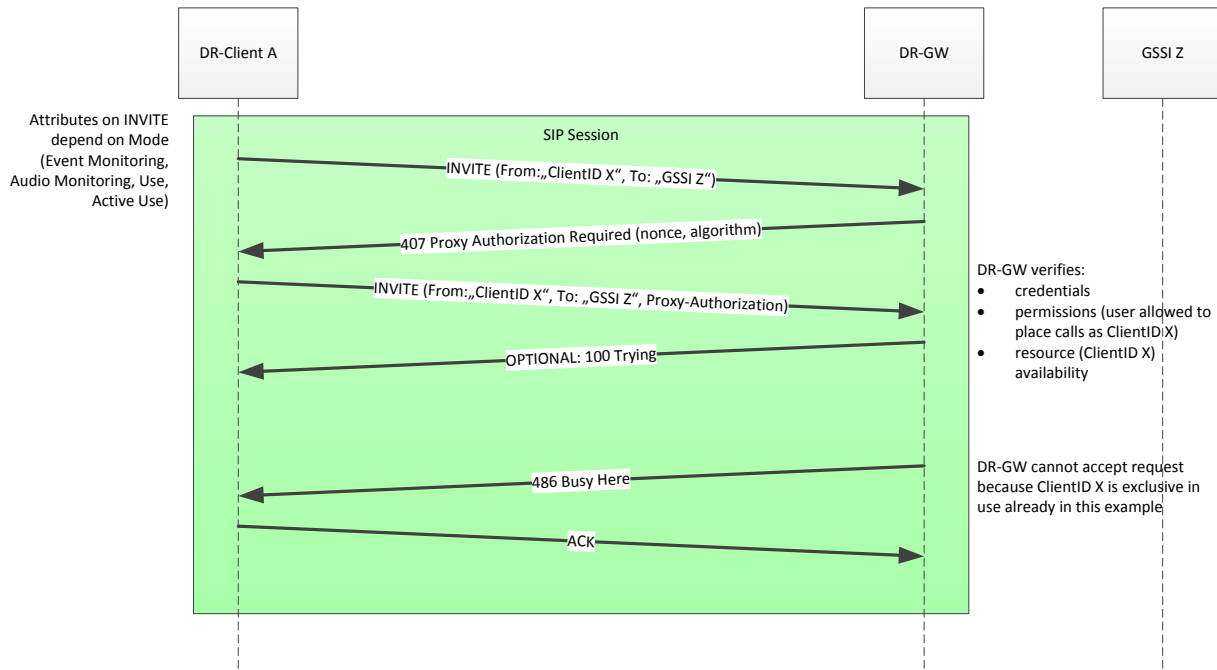 DR-Client A
DR-GW
GSSI Z
Attributes on INVITE
depend on Mode
(Event Monitoring,
Audio Monitoring, Use,
Active Use)
SIP Session
INVITE (From:„ClientID X“, To: „GSSI Z“)
407 Proxy Authorization Required (nonce, algorithm)
INVITE (From:„ClientID X“, To: „GSSI Z“, Proxy-Authorization)
DR-GW verifies:
• credentials
• permissions (user allowed to
place calls as ClientID X)
• resource (ClientID X)
availability
OPTIONAL: 100 Trying
486 Busy Here
DR-GW cannot accept request
because ClientID X is exclusive in
use already in this example
ACK